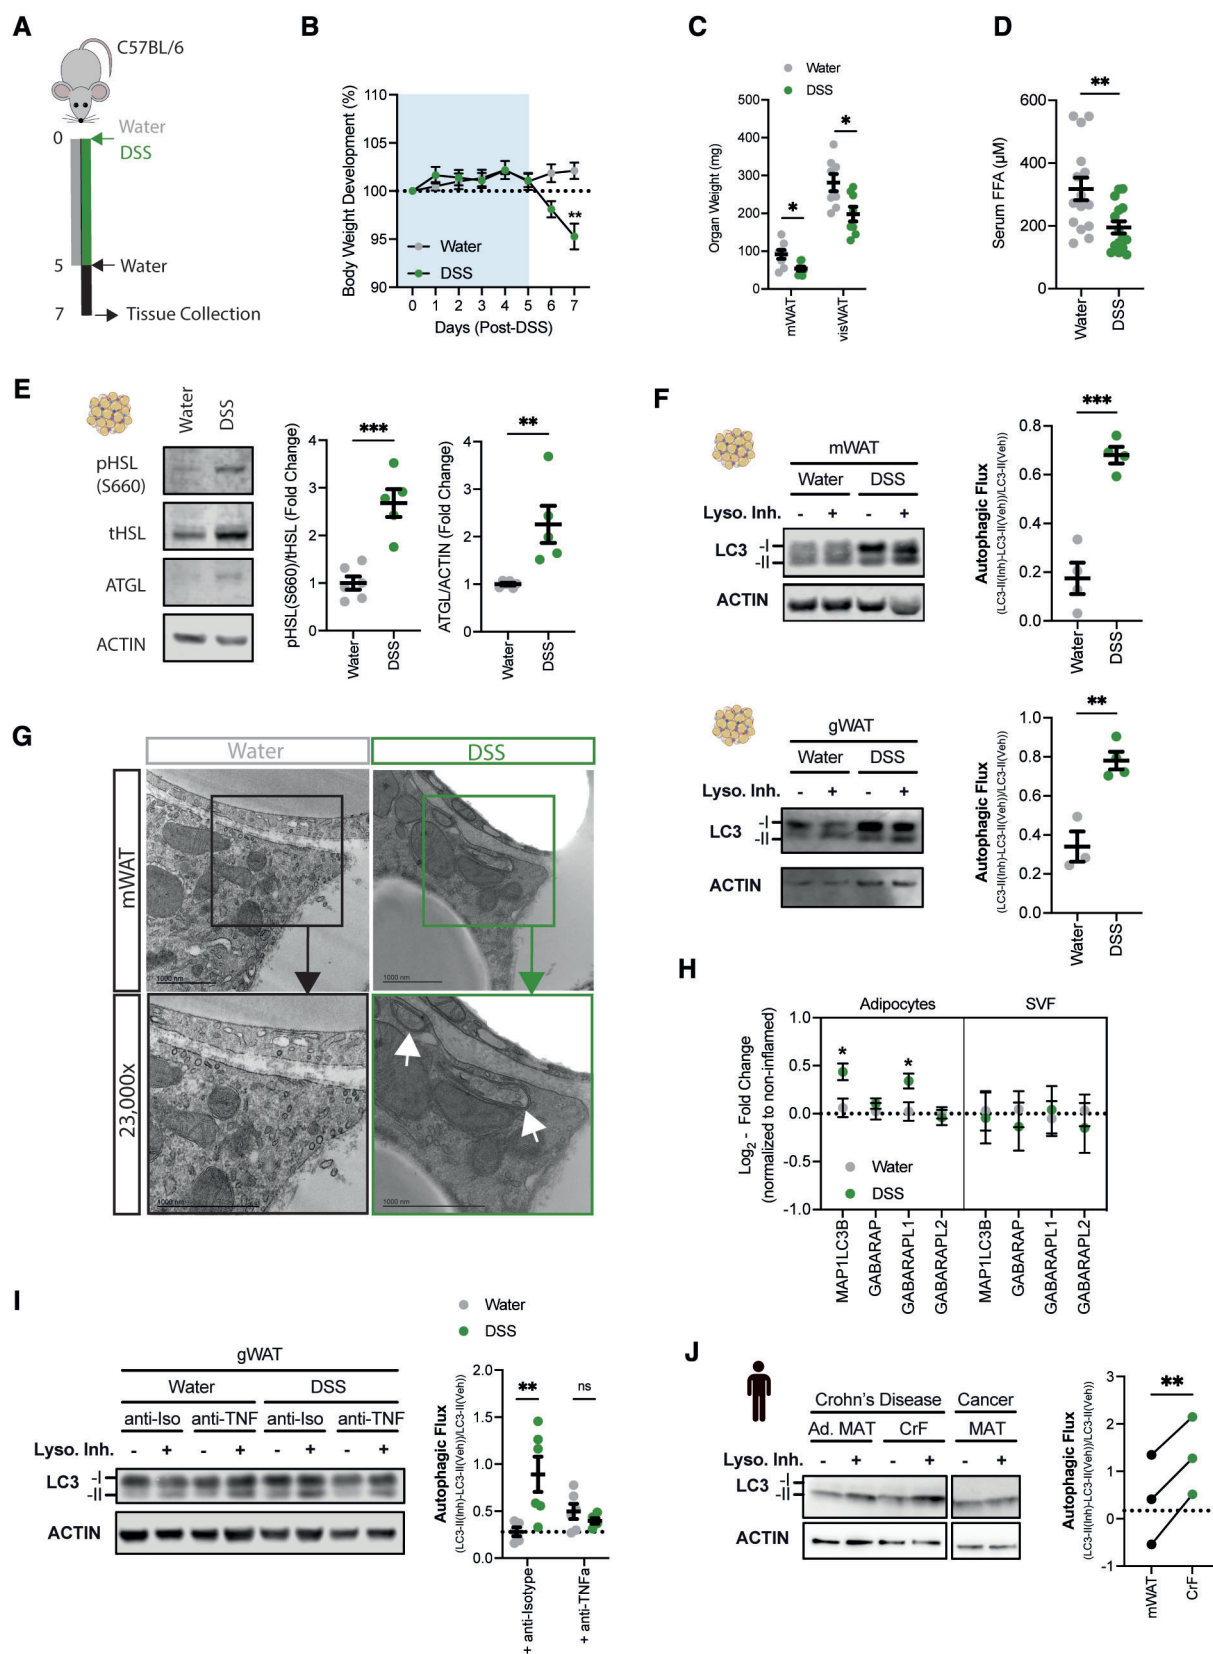 A
C57BL/6
0
Water
DSS
5
Water
7
Tissue Collection
B
Body Weight Development (%)
110
105
100
95
90
**
Water
DSS
0 1 2 3 4 5 6 7
Days (Post-DSS)
C
Water
DSS
Organ Weight (mg)
500
400
300
200
100
0
*
*
mWAT
visWAT
D
**
Serum FFA (µM)
600
400
200
0
Water
DSS
E
Water
DSS
pHSL
(S660)
tHSL
ATGL
ACTIN
pHSL(S660)/tHSL (Fold Change)
4
3
2
1
0
***
Water
DSS
ATGL/ACTIN (Fold Change)
4
3
2
1
0
**
Water
DSS
F
mWAT
Water DSS
Lyso. Inh. - + - +
LC3 -I
-II
ACTIN
Autophagic Flux
(LC3-II(Inh)-LC3-II(Veh))/LC3-II(Veh))
0.8
0.6
0.4
0.2
0.0
***
Water
DSS
gWAT
Water DSS
Lyso. Inh. - + - +
LC3 -I
-II
ACTIN
Autophagic Flux
(LC3-II(Inh)-LC3-II(Veh))/LC3-II(Veh))
1.0
0.8
0.6
0.4
0.2
0.0
**
Water
DSS
G
Water
DSS
mWAT
1000 nm
1000 nm
23,000x
1000 nm
1000 nm
H
Adipocytes
SVF
Log2 - Fold Change
(normalized to non-inflamed)
1.0
0.5
0.0
-0.5
-1.0
*
*
Water
DSS
MAP1LC3B
GABARAP
GABARAPL1
GABARAPL2
MAP1LC3B
GABARAP
GABARAPL1
GABARAPL2
I
gWAT
Water DSS
anti-Iso anti-TNF anti-Iso anti-TNF
Lyso. Inh. - + - + - + - +
LC3 -I
-II
ACTIN
Water
DSS
Autophagic Flux
(LC3-II(Inh)-LC3-II(Veh))/LC3-II(Veh))
2.0
1.5
1.0
0.5
0.0
**
ns
+ anti-Isotype
+ anti-TNFa
J
Crohn's Disease Cancer
Ad. MAT CrF MAT
Lyso. Inh. - + - + - +
LC3 -I
-II
ACTIN
Autophagic Flux
(LC3-II(Inh)-LC3-II(Veh))/LC3-II(Veh))
3
2
1
0
-1
**
mWAT
CrF